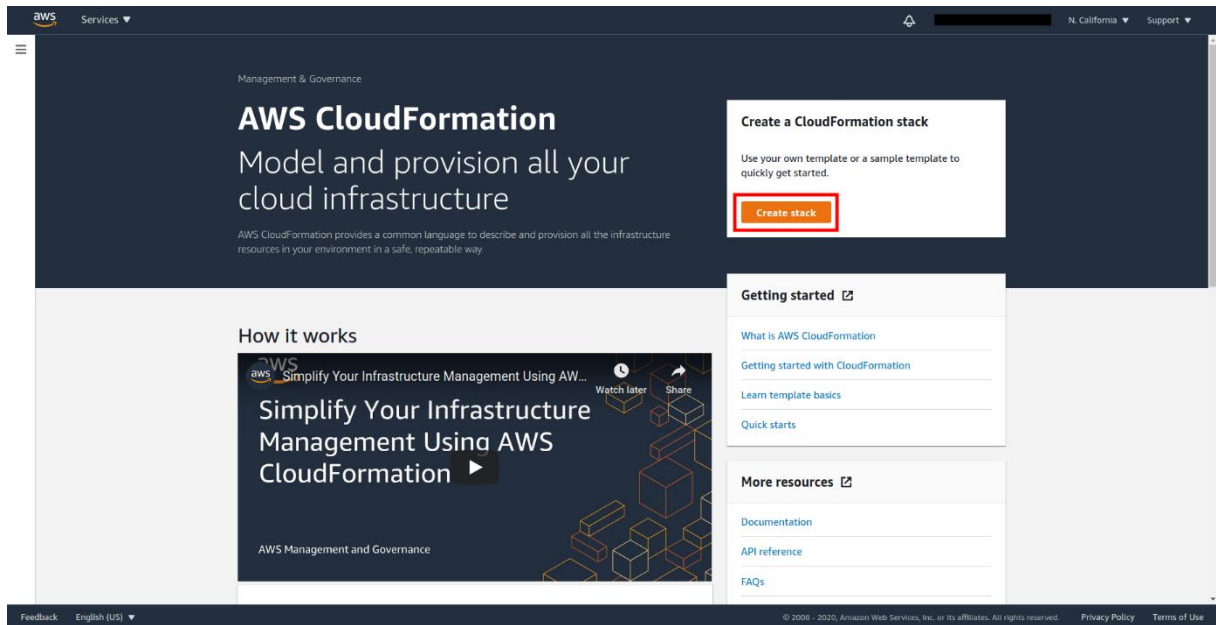 aws
Services ▼
N. California ▼
Support ▼
Management & Governance
AWS CloudFormation
Model and provision all your
cloud infrastructure
AWS CloudFormation provides a common language to describe and provision all the infrastructure
resources in your environment in a safe, repeatable way.
Create a CloudFormation stack
Use your own template or a sample template to
quickly get started.
Create stack
Getting started
What is AWS CloudFormation
Getting started with CloudFormation
Learn template basics
Quick starts
How it works
aws
aws
Simplify Your Infrastructure Management Using AW...
Watch later
Share
Simplify Your Infrastructure
Management Using AWS
CloudFormation
AWS Management and Governance
More resources
Documentation
API reference
FAQs
Feedback
English (US) ▼
© 2008 - 2020, Amazon Web Services, Inc. or its affiliates. All rights reserved.
Privacy Policy
Terms of Use